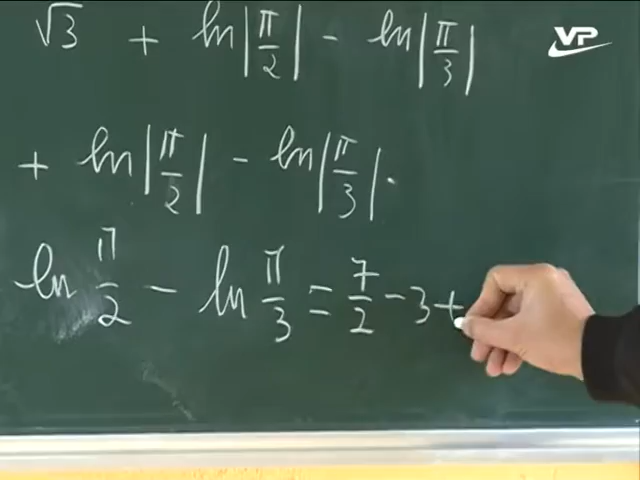 VP
√3 + ln|π/2| - ln|π/3|
+ ln|π/2| - ln|π/3|.
ln π/2 - ln π/3 = 7/2 - 3 +